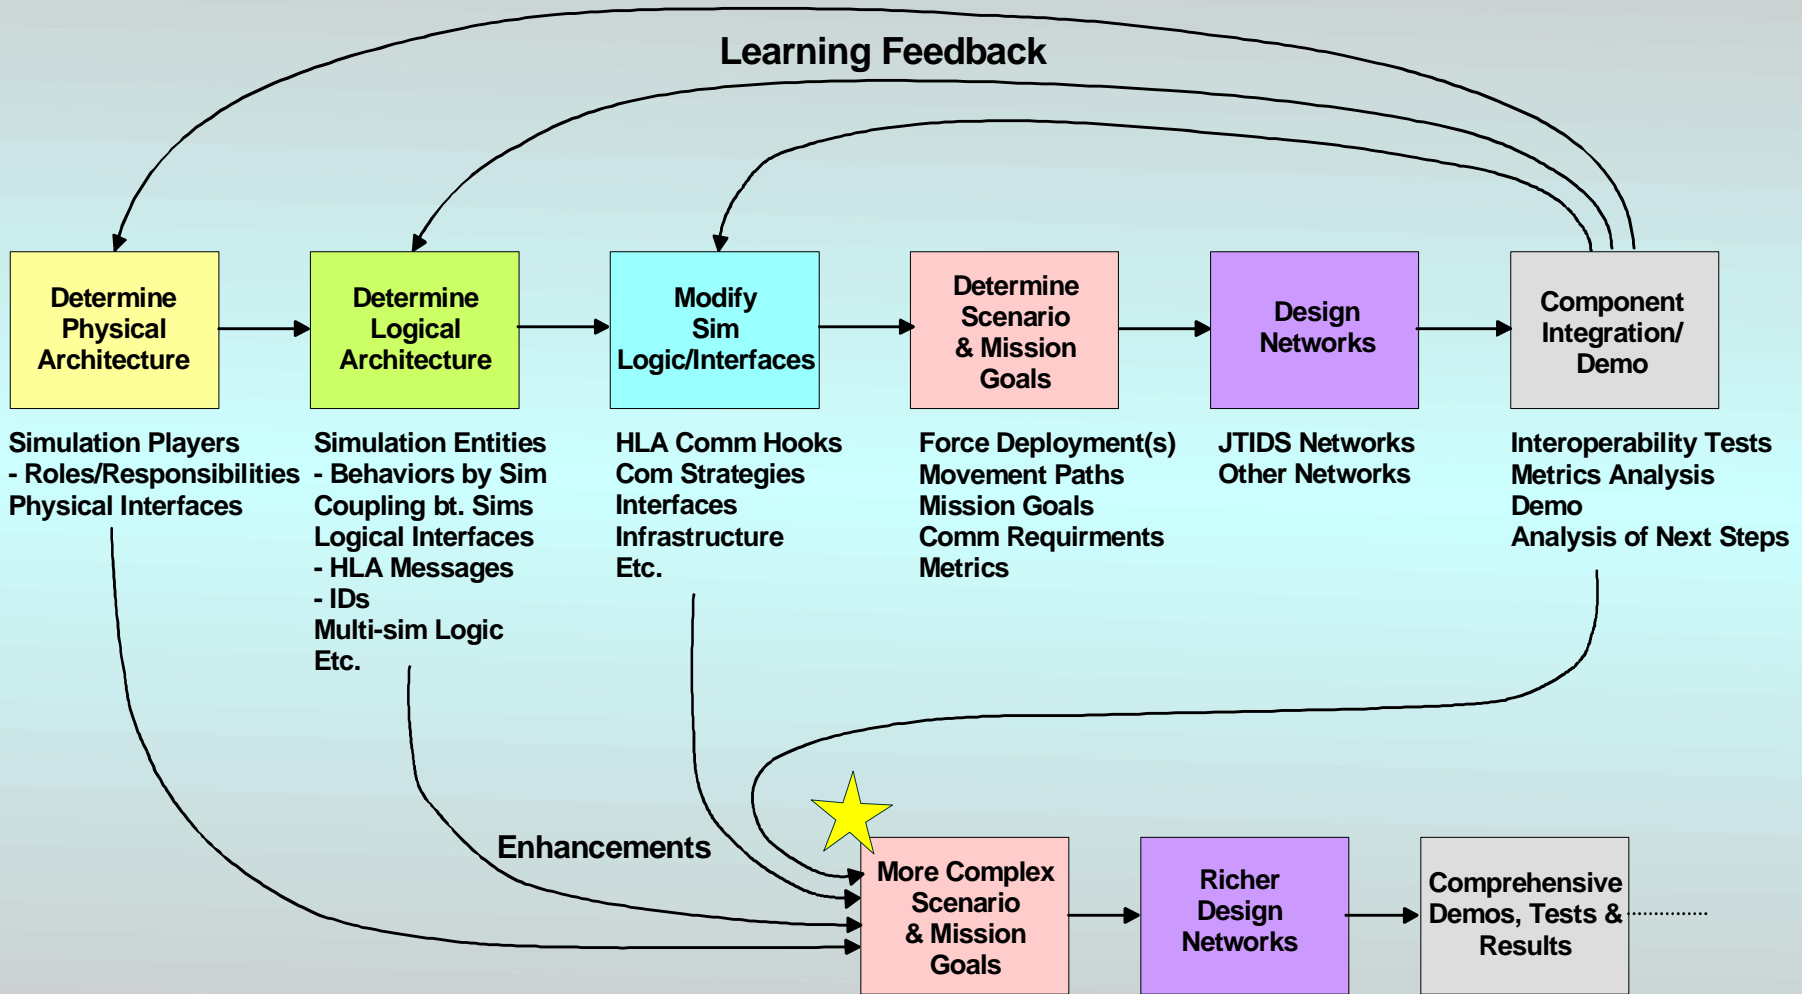 Learning Feedback
Determine
Physical
Architecture
Determine
Logical
Architecture
Modify
Sim
Logic/Interfaces
Determine
Scenario
& Mission
Goals
Design
Networks
Component
Integration/
Demo
Simulation Players
- Roles/Responsibilities
Physical Interfaces
Simulation Entities
- Behaviors by Sim
Coupling bt. Sims
Logical Interfaces
- HLA Messages
- IDs
Multi-sim Logic
Etc.
HLA Comm Hooks
Com Strategies
Interfaces
Infrastructure
Etc.
Force Deployment(s)
Movement Paths
Mission Goals
Comm Requirments
Metrics
JTIDS Networks
Other Networks
Interoperability Tests
Metrics Analysis
Demo
Analysis of Next Steps
Enhancements
More Complex
Scenario
& Mission
Goals
Richer
Design
Networks
Comprehensive
Demos, Tests &
Results